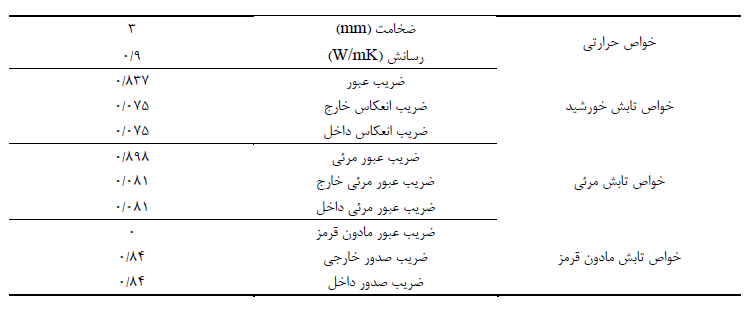 خواص حرارتی
ضخامت (mm) ۳
رسانش (W/mK) ۰/۹
خواص تابش خورشید
ضریب عبور ۰/۸۳۷
ضریب انعکاس خارج ۰/۰۷۵
ضریب انعکاس داخل ۰/۰۷۵
خواص تابش مرئی
ضریب عبور مرئی ۰/۸۹۸
ضریب عبور مرئی خارج ۰/۰۸۱
ضریب عبور مرئی داخل ۰/۰۸۱
خواص تابش مادون قرمز
ضریب عبور مادون قرمز ۰
ضریب صدور خارجی ۰/۸۴
ضریب صدور داخل ۰/۸۴